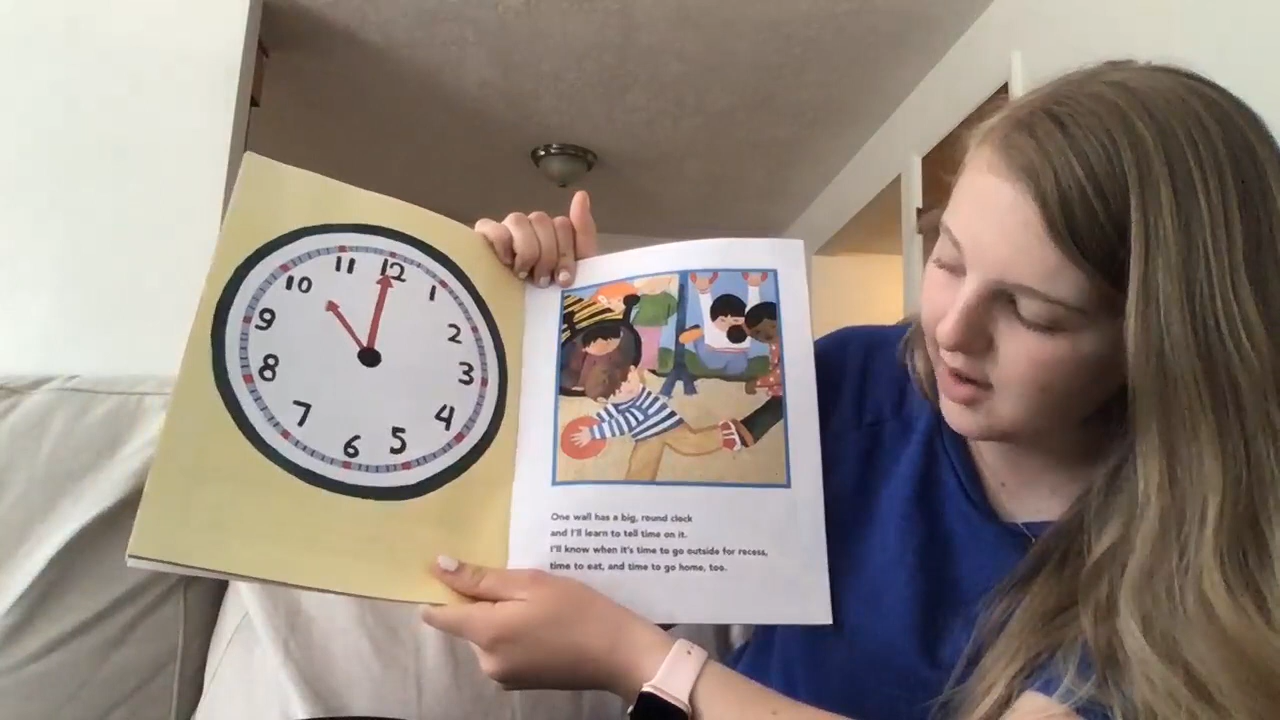 11 12 1
10 2
9 3
8 4
7 6 5
One wall has a big, round clock
and I'll learn to tell time on it.
I'll know when it's time to go outside for recess,
time to eat, and time to go home, too.